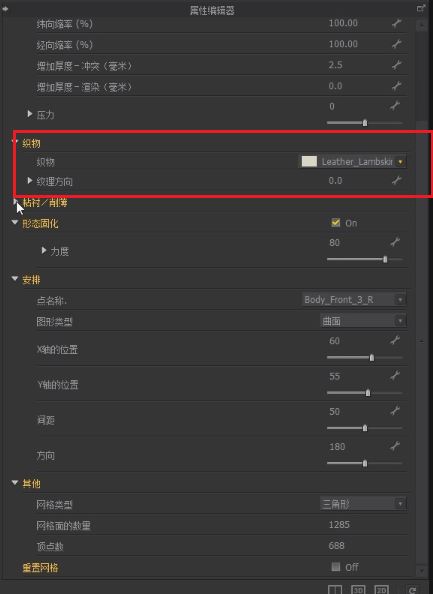 属性编辑器
纬向缩率 (%) 100.00
经向缩率 (%) 100.00
增加厚度-冲突（毫米） 2.5
增加厚度-渲染（毫米） 0.0
压力 0
织物
织物 Leather_Lambskin
纹理方向 0.0
粘衬／削薄
形态固化 On
力度 80
安排
点名称. Body_Front_3_R
图形类型 曲面
X轴的位置 60
Y轴的位置 55
间距 50
方向 180
其他
网格类型 三角形
网格面的数量 1285
顶点数 688
重置网格 Off
3D 2D